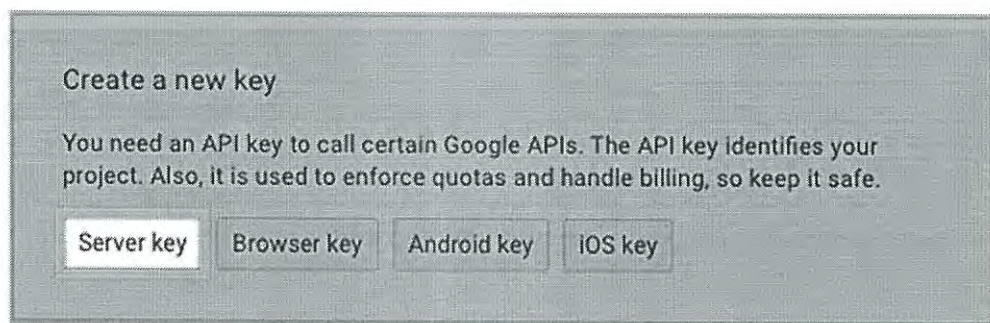 Create a new key
You need an API key to call certain Google APIs. The API key identifies your
project. Also, it is used to enforce quotas and handle billing, so keep it safe.
Server key Browser key Android key iOS key